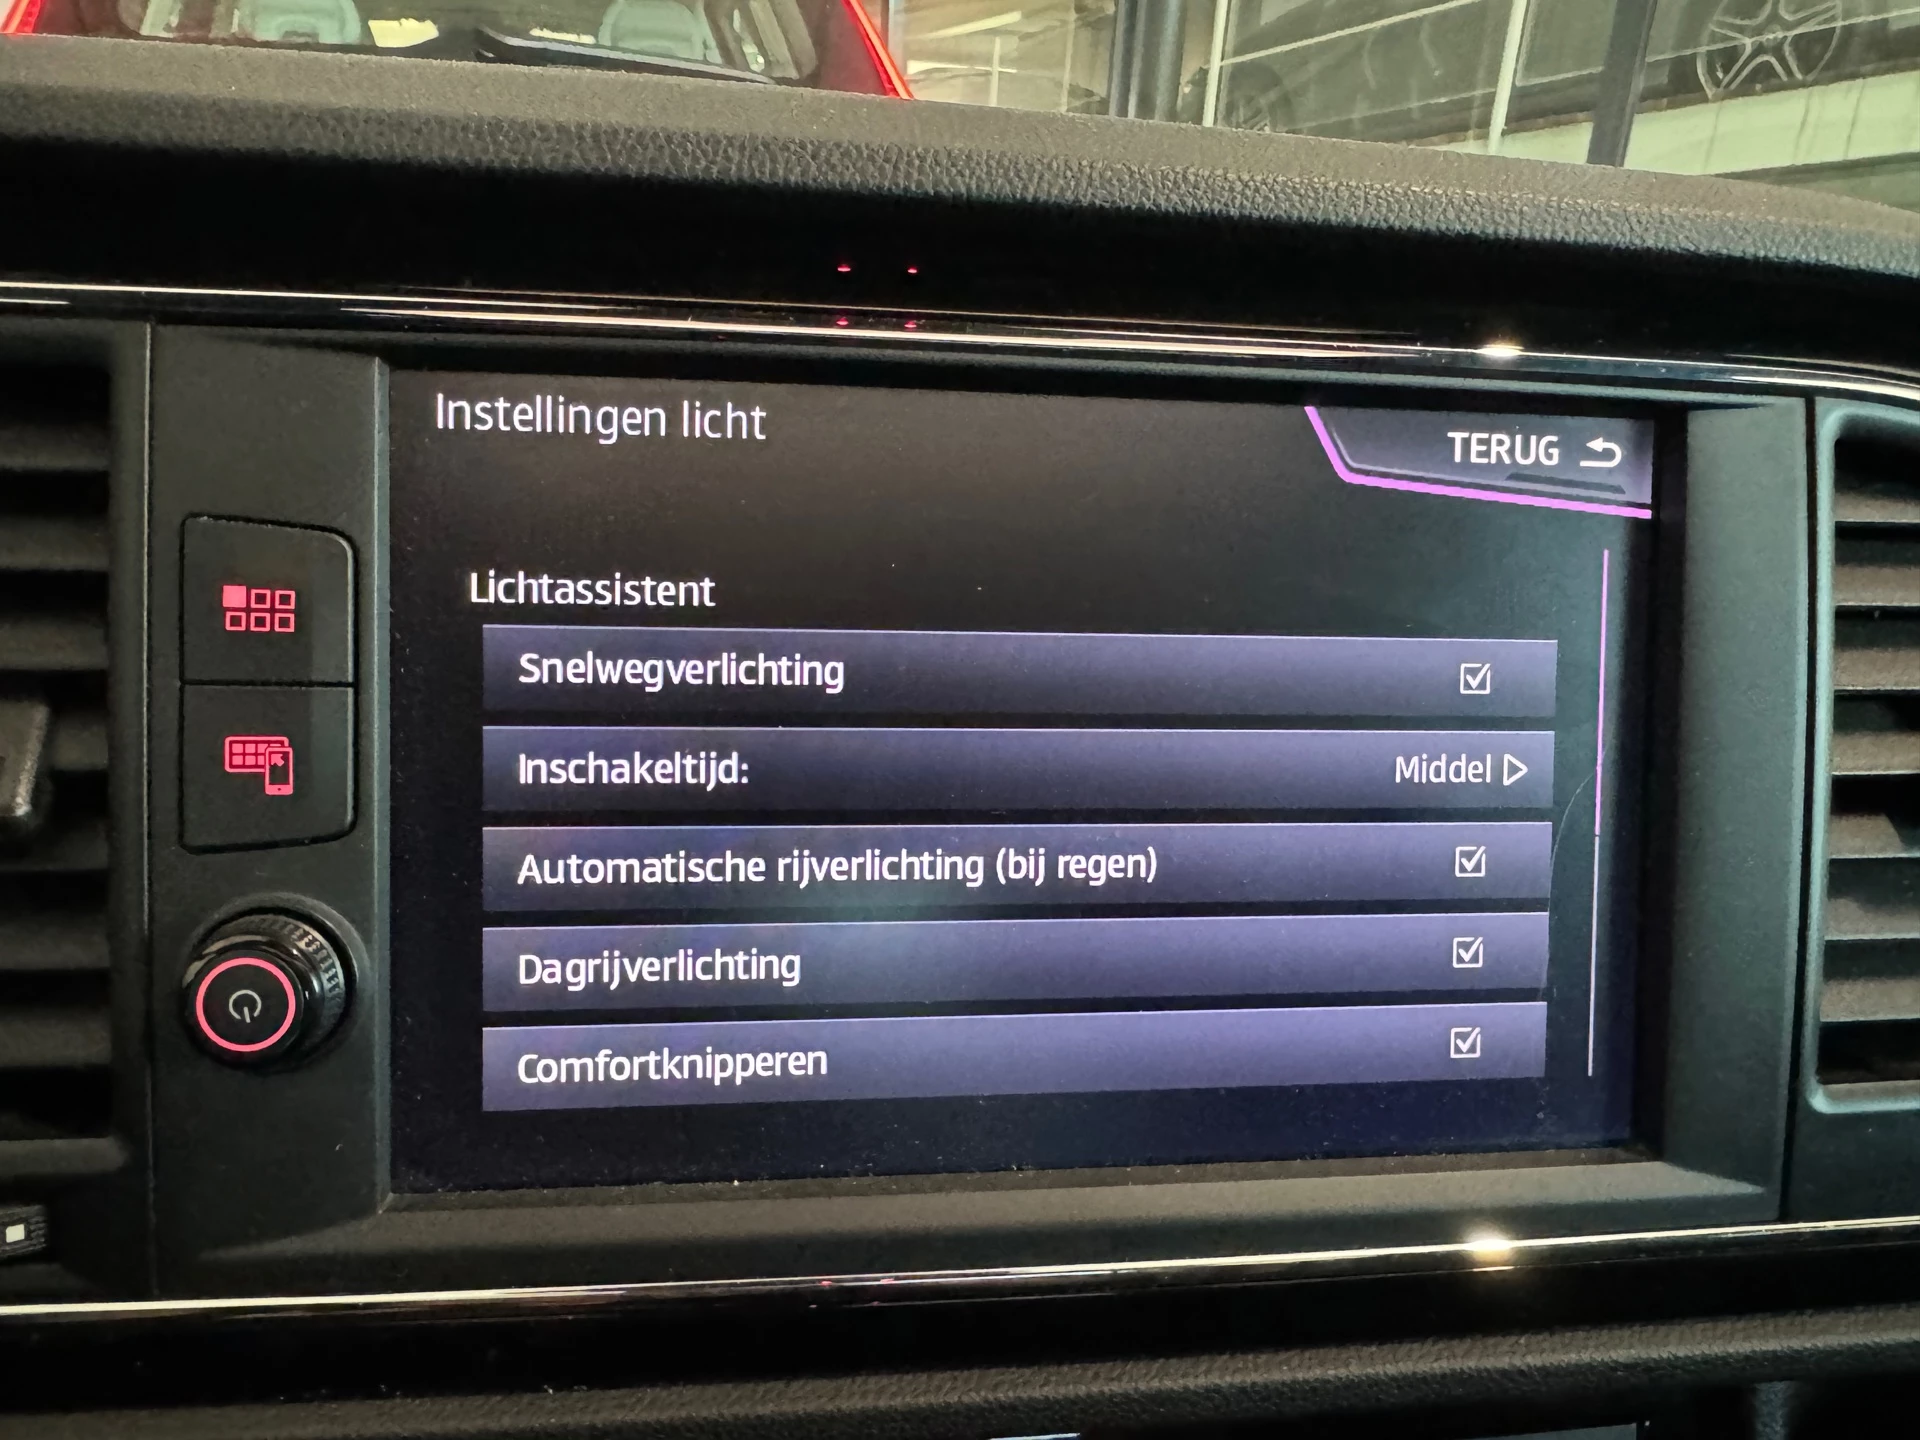 Instellingen licht
TERUG
Lichtassistent
Snelwegverlichting
Inschakeltijd: Middel
Automatische rijverlichting (bij regen)
Dagrijverlichting
Comfortknipperen